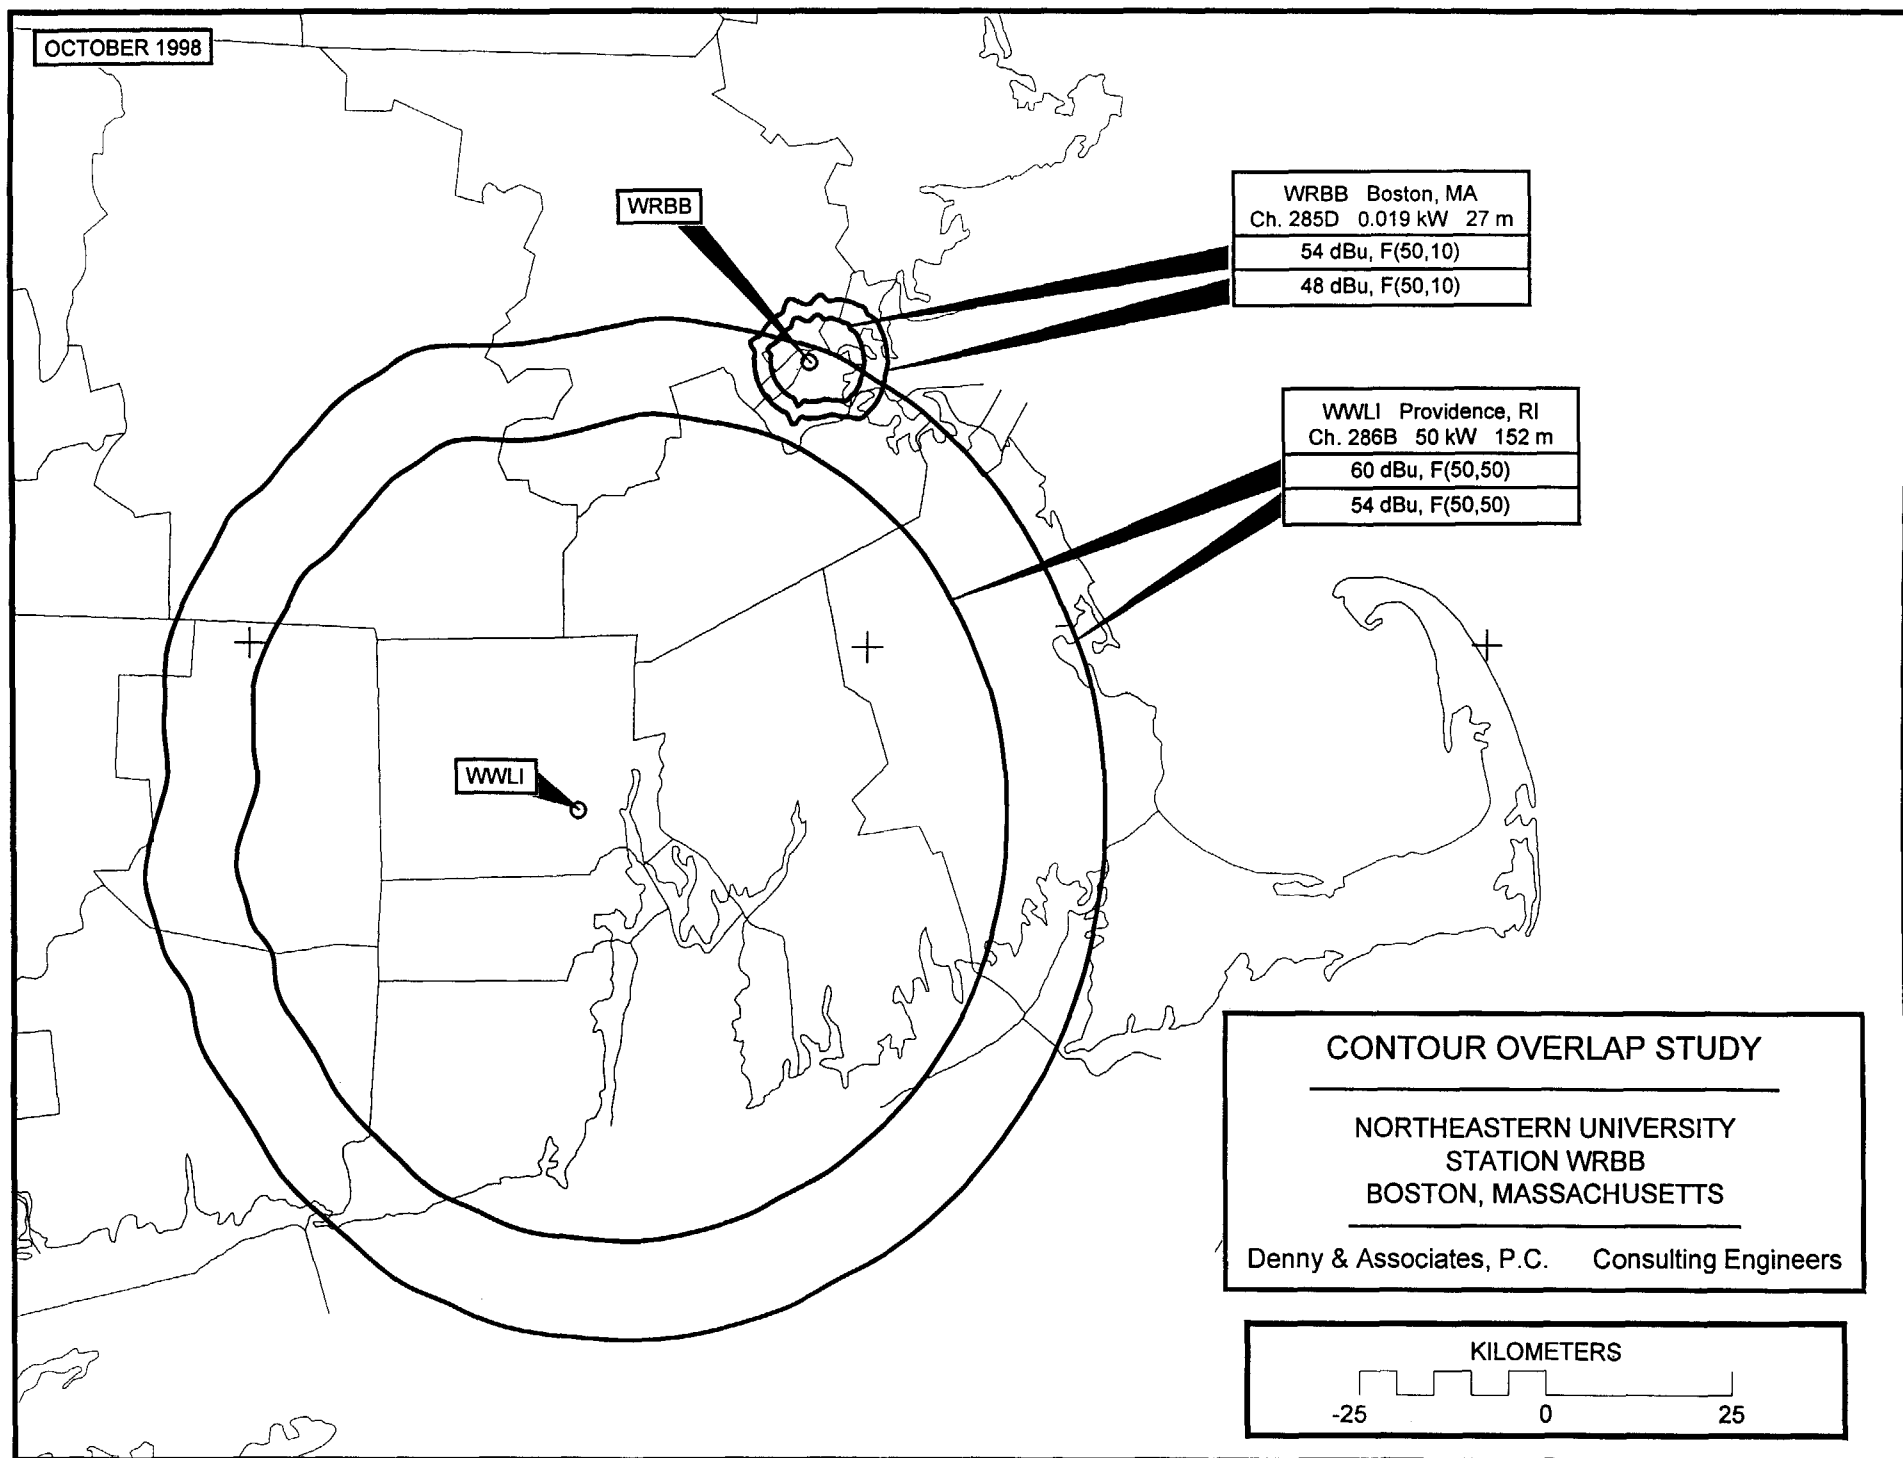 OCTOBER 1998
WRBB
WRBB Boston, MA
Ch. 285D 0.019 kW 27 m
54 dBu, F(50,10)
48 dBu, F(50,10)
WWLI Providence, RI
Ch. 286B 50 kW 152 m
60 dBu, F(50,50)
54 dBu, F(50,50)
WWLI
CONTOUR OVERLAP STUDY
NORTHEASTERN UNIVERSITY
STATION WRBB
BOSTON, MASSACHUSETTS
Denny & Associates, P.C. Consulting Engineers
KILOMETERS
-25 0 25